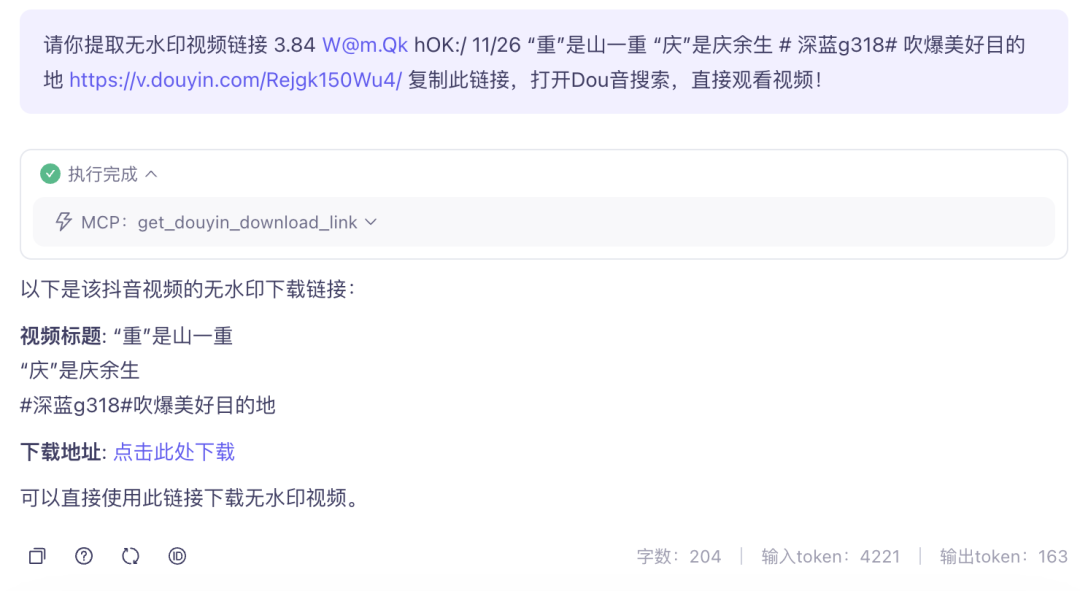 请你提取无水印视频链接 3.84 W@m.Qk hOK:/ 11/26 “重”是山一重 “庆”是庆余生 # 深蓝g318# 吹爆美好目的
地 https://v.douyin.com/Rejgk150Wu4/ 复制此链接，打开Dou音搜索，直接观看视频！
执行完成
MCP：get_douyin_download_link
以下是该抖音视频的无水印下载链接：
视频标题: “重”是山一重
“庆”是庆余生
#深蓝g318#吹爆美好目的地
下载地址: 点击此处下载
可以直接使用此链接下载无水印视频。
字数：204 | 输入token：4221 | 输出token：163